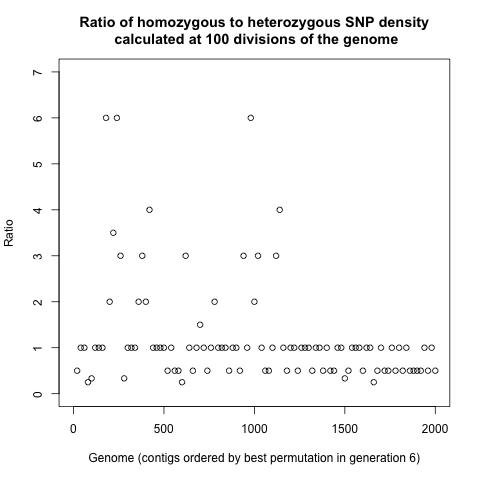 Ratio of homozygous to heterozygous SNP density
calculated at 100 divisions of the genome
7
6
5
4
3
2
1
0
Ratio
0 500 1000 1500 2000
Genome (contigs ordered by best permutation in generation 6)